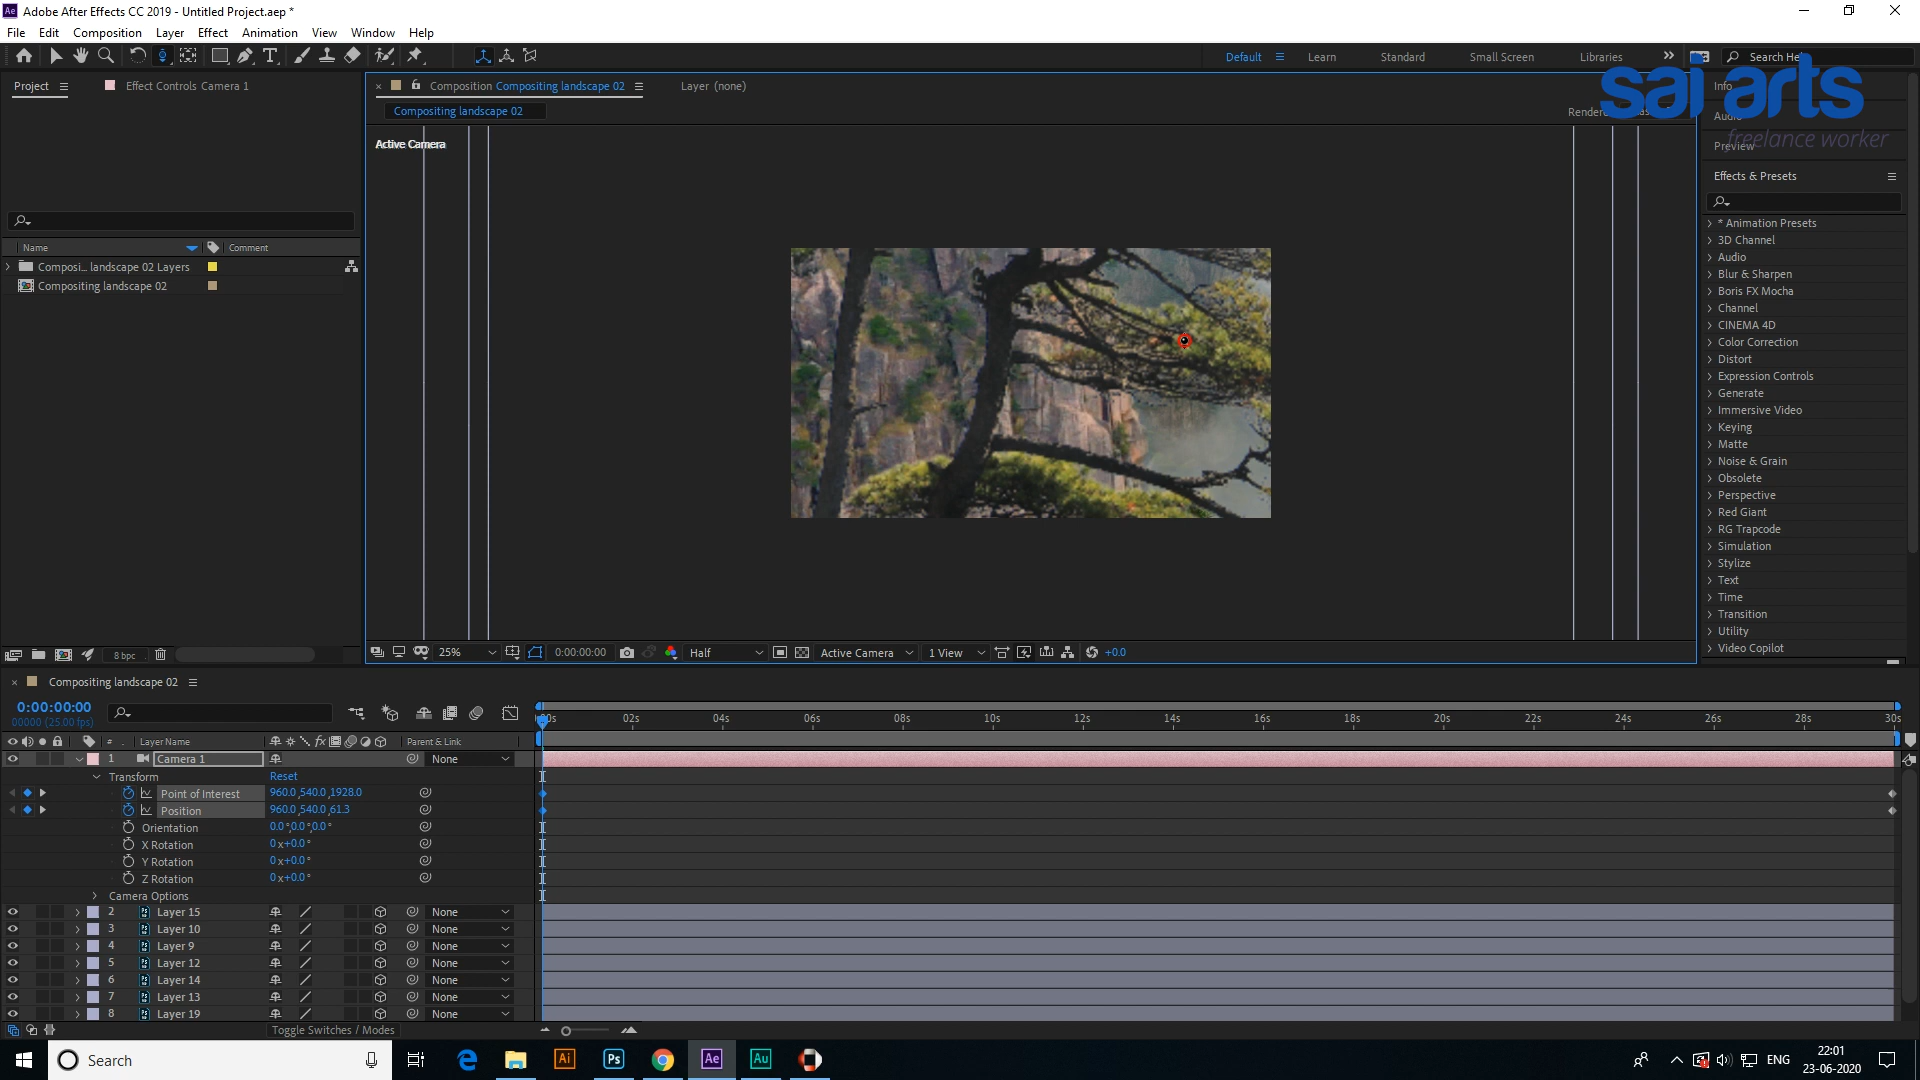 Adobe After Effects CC 2019 - Untitled Project.aep *
File Edit Composition Layer Effect Animation View Window Help
Default Learn Standard Small Screen Libraries Search He
sai arts
freelance worker
Project Effect Controls Camera 1
Composition Compositing landscape 02 Layer (none)
Compositing landscape 02
Active Camera
Info
Preview
Effects & Presets
Name Comment
Composi... landscape 02 Layers
Compositing landscape 02
* Animation Presets
3D Channel
Audio
Blur & Sharpen
Boris FX Mocha
Channel
CINEMA 4D
Color Correction
Distort
Expression Controls
Generate
Immersive Video
Keying
Matte
Noise & Grain
Obsolete
Perspective
Red Giant
RG Trapcode
Simulation
Stylize
Text
Time
Transition
Utility
Video Copilot
8 bpc
25% 0:00:00:00 Half Active Camera 1 View +0.0
Compositing landscape 02
0:00:00:00
00000 (25.00 fps)
02s 04s 06s 08s 10s 12s 14s 16s 18s 20s 22s 24s 26s 28s 30s
# Layer Name Parent & Link
1 Camera 1 None
Transform Reset
Point of Interest 960.0,540.0,1928.0
Position 960.0,540.0,61.3
Orientation 0.0°,0.0°,0.0°
X Rotation 0x+0.0°
Y Rotation 0x+0.0°
Z Rotation 0x+0.0°
Camera Options
2 Layer 15 None
3 Layer 10 None
4 Layer 9 None
5 Layer 12 None
6 Layer 14 None
7 Layer 13 None
8 Layer 19 None
Toggle Switches / Modes
Search
Ai Ps Ae Au
ENG
22:01
23-06-2020